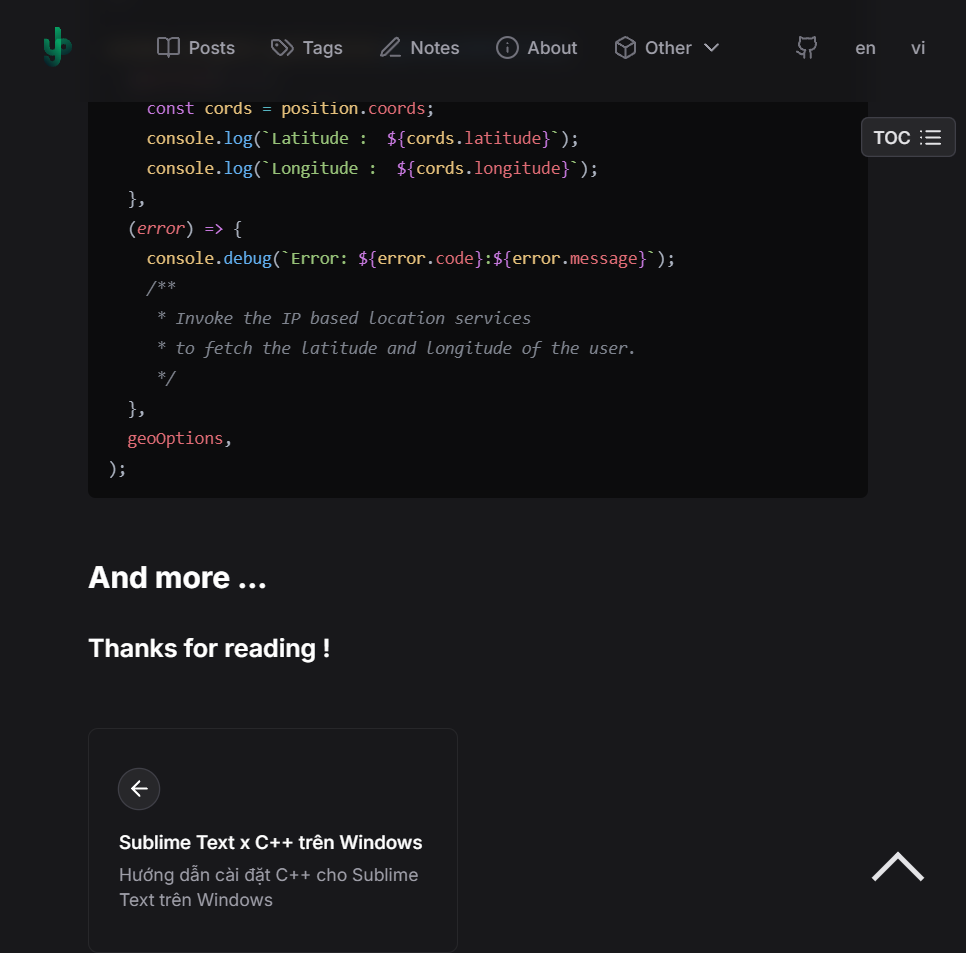 Posts Tags Notes About Other en vi
const cords = position.coords;
TOC
console.log(`Latitude :  ${cords.latitude}`);
console.log(`Longitude :  ${cords.longitude}`);
},
(error) => {
console.debug(`Error: ${error.code}:${error.message}`);
/**
* Invoke the IP based location services
* to fetch the latitude and longitude of the user.
*/
},
geoOptions,
);
And more ...
Thanks for reading !
Sublime Text x C++ trên Windows
Hướng dẫn cài đặt C++ cho Sublime
Text trên Windows